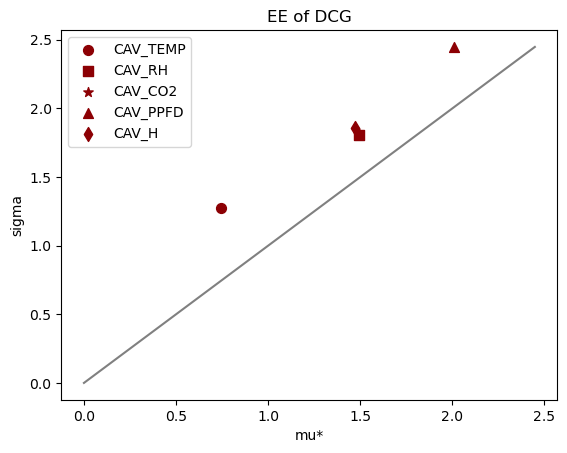 EE of DCG
CAV_TEMP
CAV_RH
CAV_CO2
CAV_PPFD
CAV_H
sigma
2.5
2.0
1.5
1.0
0.5
0.0
0.0 0.5 1.0 1.5 2.0 2.5
mu*